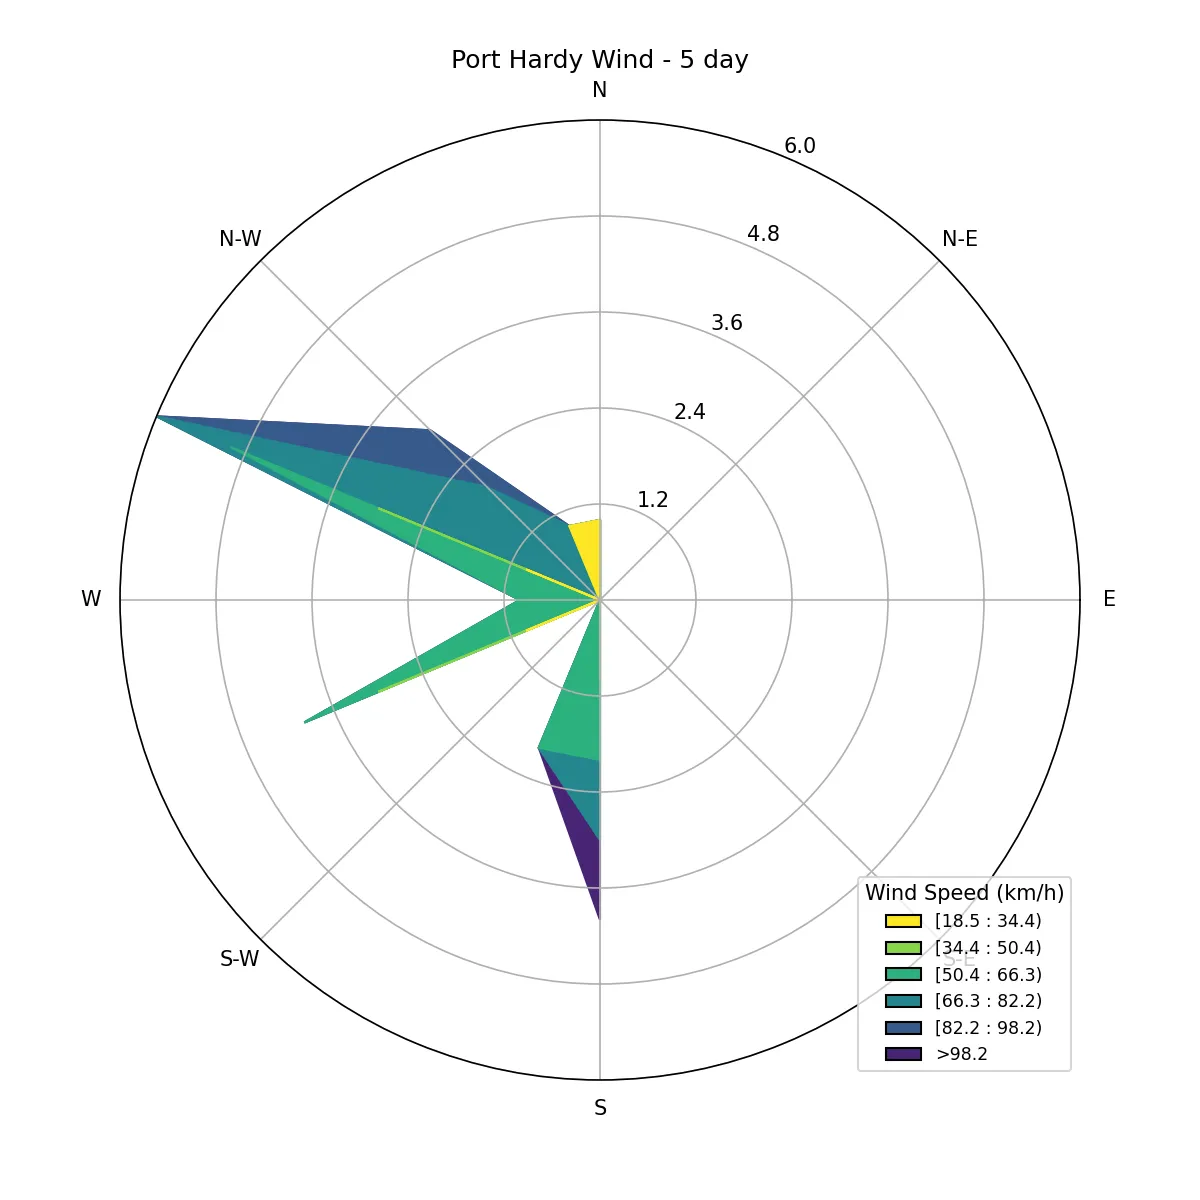 Port Hardy Wind - 5 day
N
6.0
N-W
4.8
N-E
3.6
2.4
1.2
W
E
S-W
S-E
S
Wind Speed (km/h)
[18.5 : 34.4)
[34.4 : 50.4)
[50.4 : 66.3)
[66.3 : 82.2)
[82.2 : 98.2)
>98.2